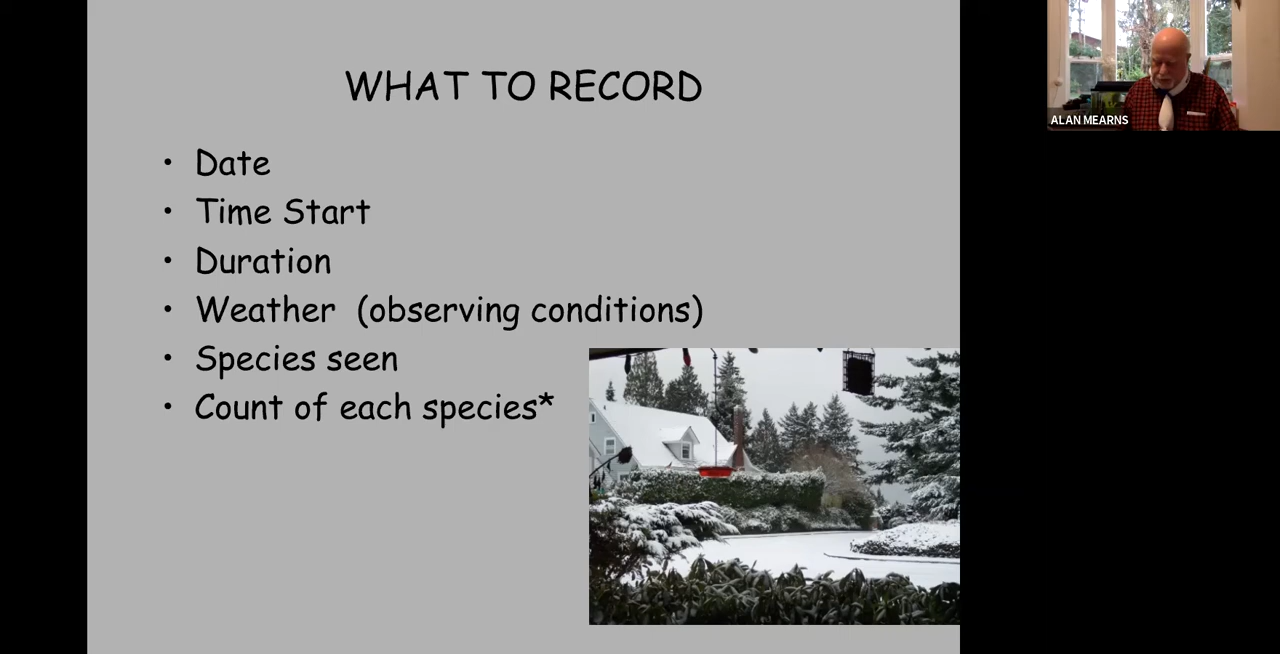 WHAT TO RECORD
• Date
• Time Start
• Duration
• Weather (observing conditions)
• Species seen
• Count of each species*
ALAN MEARNS